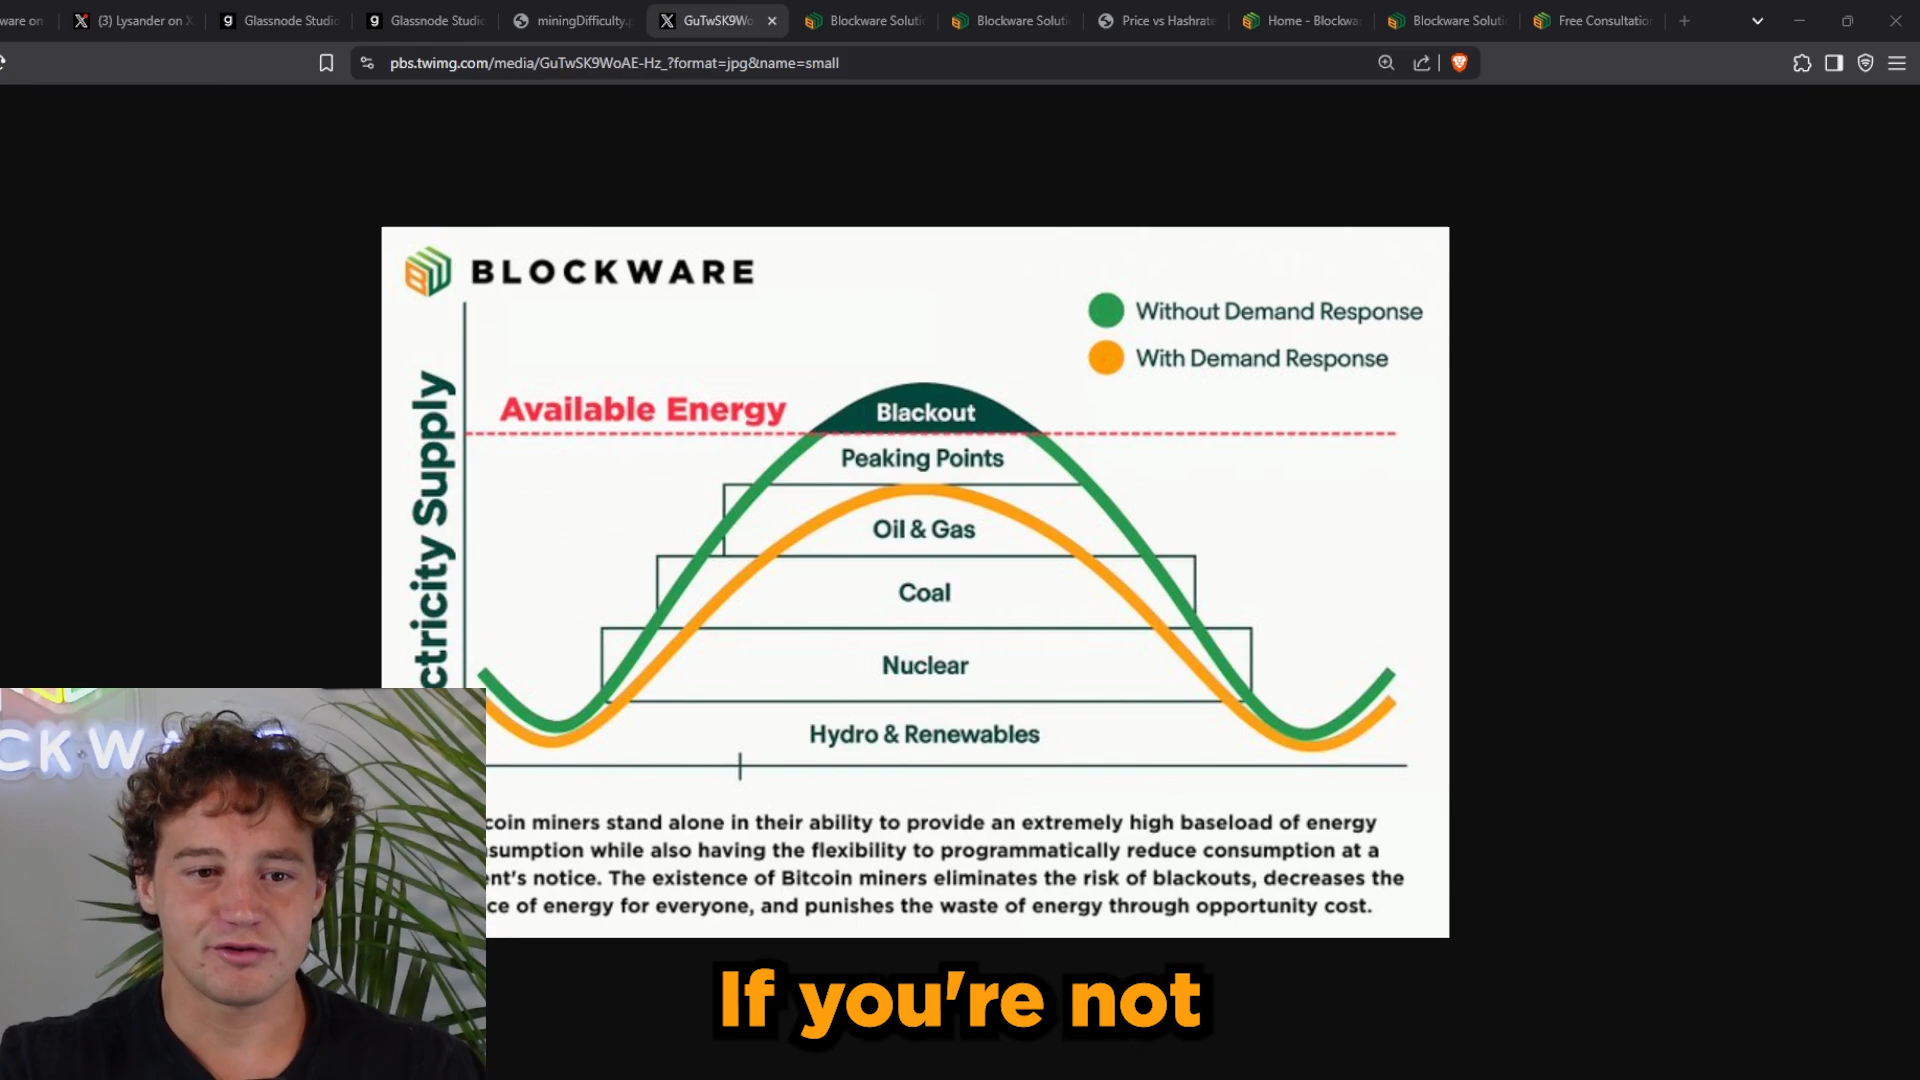 ware on
(3) Lysander on X
Glassnode Studio
Glassnode Studio
miningDifficulty.p
GuTwSK9Wo
Blockware Soluti
Blockware Soluti
Price vs Hashrate
Home - Blockwa
Blockware Soluti
Free Consultation
pbs.twimg.com/media/GuTwSK9WoAE-Hz_?format=jpg&name=small
BLOCKWARE
Without Demand Response
With Demand Response
Available Energy
Blackout
Peaking Points
Oil & Gas
Coal
Nuclear
Hydro & Renewables
ctricity Supply
coin miners stand alone in their ability to provide an extremely high baseload of energy
sumption while also having the flexibility to programmatically reduce consumption at a
nt's notice. The existence of Bitcoin miners eliminates the risk of blackouts, decreases the
ce of energy for everyone, and punishes the waste of energy through opportunity cost.
CK W
If you're not